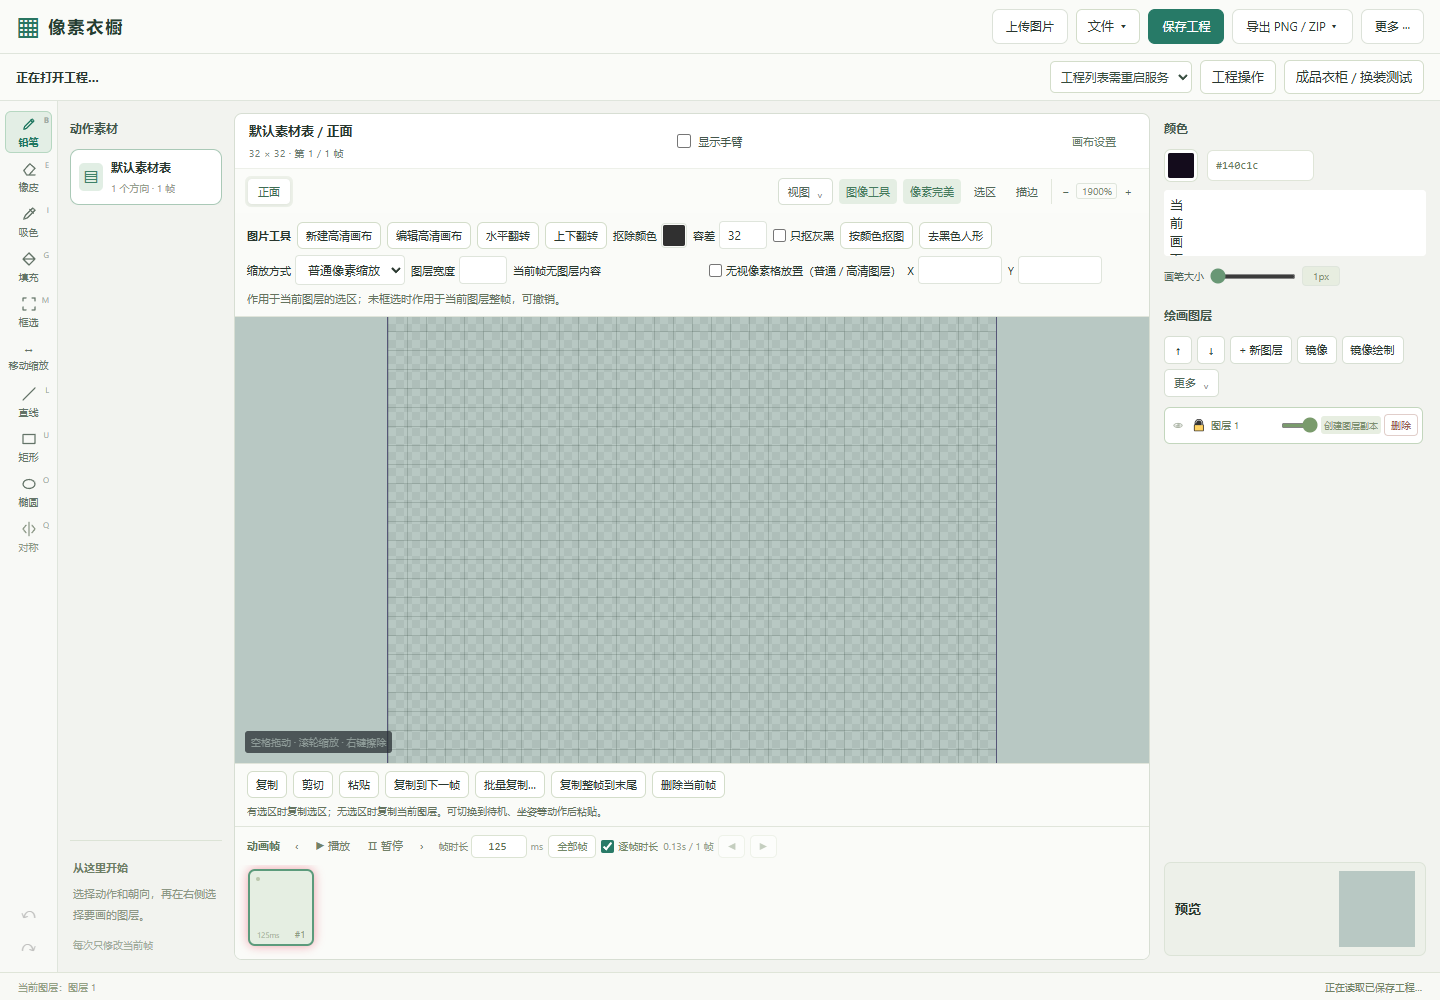 像素衣橱
上传图片
文件
保存工程
导出 PNG / ZIP
更多 ···
正在打开工程...
工程列表需重启服务
工程操作
成品衣柜 / 换装测试
铅笔 B
橡皮 E
吸色 I
填充 G
框选 M
移动缩放
直线 L
矩形 U
椭圆 O
对称 Q
动作素材
默认素材表
1 个方向 · 1 帧
从这里开始
选择动作和朝向，再在右侧选
择要画的图层。
每次只修改当前帧
默认素材表 / 正面
32 × 32 · 第 1 / 1 帧
显示手臂
画布设置
正面
视图
图像工具
像素完美
选区
描边
− 1900% +
图片工具 新建高清画布 编辑高清画布 水平翻转 上下翻转 抠除颜色 容差 32 只抠灰黑 按颜色抠图 去黑色人形
缩放方式 普通像素缩放 图层宽度 当前帧无图层内容 无视像素格放置（普通 / 高清图层） X Y
作用于当前图层的选区；未框选时作用于当前图层整帧，可撤销。
空格拖动 · 滚轮缩放 · 右键擦除
复制 剪切 粘贴 复制到下一帧 批量复制... 复制整帧到末尾 删除当前帧
有选区时复制选区；无选区时复制当前图层。可切换到待机、坐姿等动作后粘贴。
动画帧 ‹ ▶ 播放 暂停 › 帧时长 125 ms 全部帧 逐帧时长 0.13s / 1 帧
125ms #1
颜色
#140c1c
当
前
画
画笔大小 1px
绘画图层
↑ ↓ + 新图层 镜像 镜像绘制
更多
图层 1 创建图层副本 删除
预览
当前图层：图层 1
正在读取已保存工程...